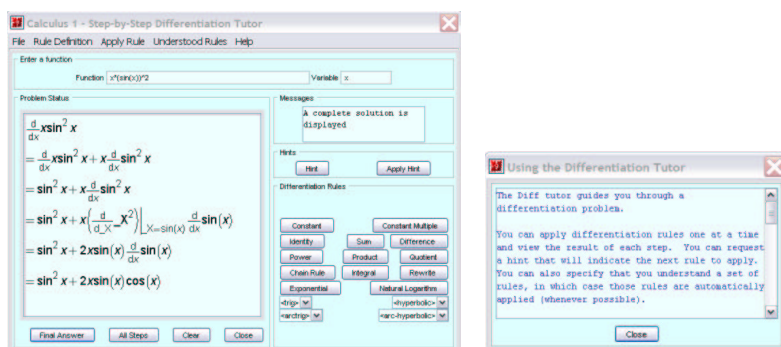 Calculus 1 - Step-by-Step Differentiation Tutor
File Rule Definition Apply Rule Understood Rules Help
Enter a function
Function x*(sin(x))^2 Variable x
Problem Status
d/dx x sin² x
= d/dx x sin² x + x d/dx sin² x
= sin² x + x d/dx sin² x
= sin² x + x (d/d_X _X²)|_X=sin(x) d/dx sin(x)
= sin² x + 2x sin(x) d/dx sin(x)
= sin² x + 2x sin(x) cos(x)
Final Answer All Steps Clear Close
Messages
A complete solution is
displayed
Hints
Hint Apply Hint
Differentiation Rules
Constant Constant Multiple
Identity Sum Difference
Power Product Quotient
Chain Rule Integral Rewrite
Exponential Natural Logarithm
<trig> <hyperbolic>
<arctrig> <arc-hyperbolic>
Using the Differentiation Tutor
The Diff tutor guides you through a
differentiation problem.
You can apply differentiation rules one at a time
and view the result of each step. You can request
a hint that will indicate the next rule to apply.
You can also specify that you understand a set of
rules, in which case those rules are automatically
applied (whenever possible).
Close